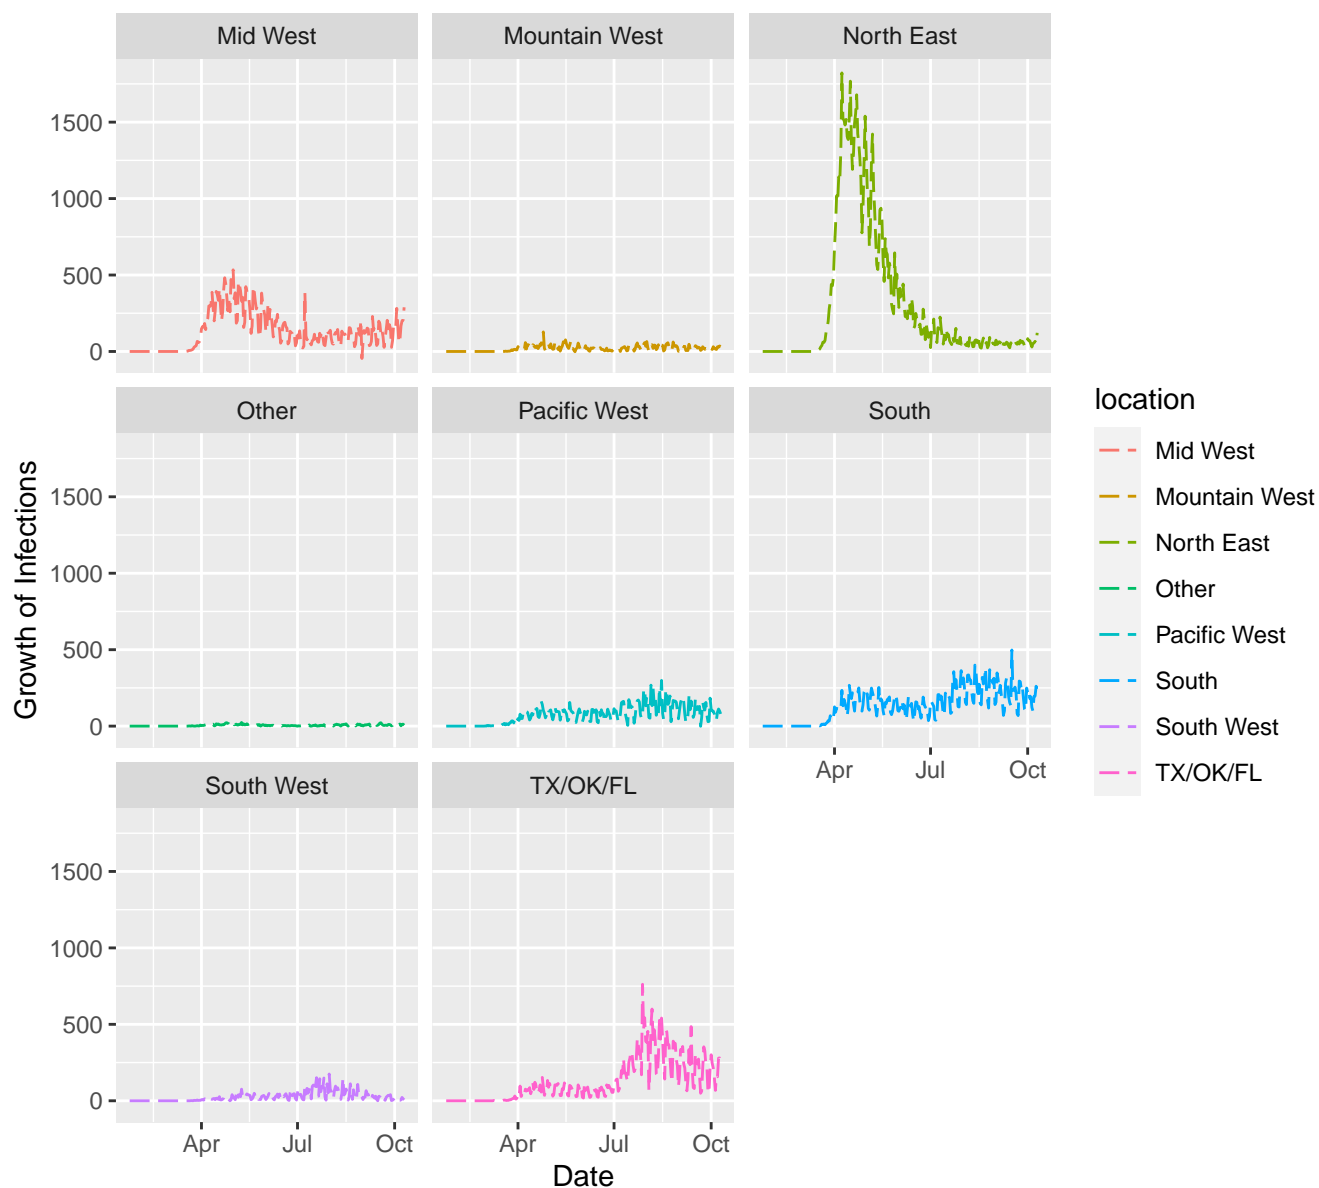 Mid West
Mountain West
North East
1500
1000
500
0
Other
Pacific West
South
1500
1000
500
0
Apr
Jul
Oct
South West
TX/OK/FL
1500
1000
500
0
Apr
Jul
Oct
Apr
Jul
Oct
Date
Growth of Infections
location
Mid West
Mountain West
North East
Other
Pacific West
South
South West
TX/OK/FL